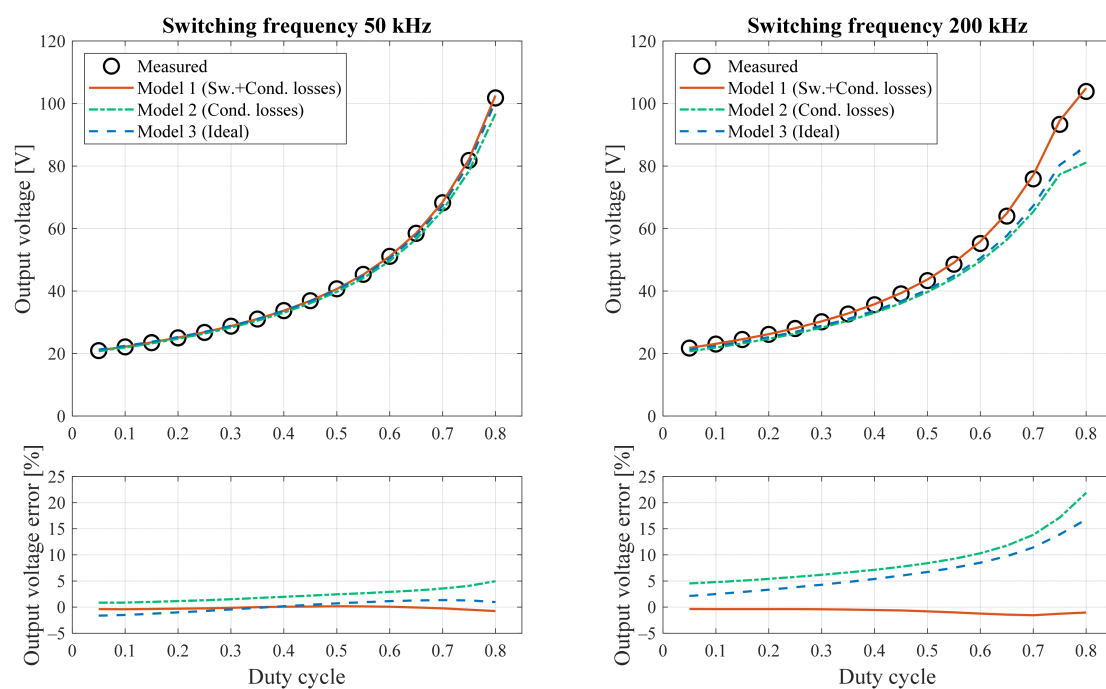 Switching frequency 50 kHz
120
100
80
60
40
20
0
Output voltage [V]
Measured
Model 1 (Sw.+Cond. losses)
Model 2 (Cond. losses)
Model 3 (Ideal)
0 0.1 0.2 0.3 0.4 0.5 0.6 0.7 0.8
25
20
15
10
5
0
−5
Output voltage error [%]
0 0.1 0.2 0.3 0.4 0.5 0.6 0.7 0.8
Duty cycle
Switching frequency 200 kHz
120
100
80
60
40
20
0
Output voltage [V]
Measured
Model 1 (Sw.+Cond. losses)
Model 2 (Cond. losses)
Model 3 (Ideal)
0 0.1 0.2 0.3 0.4 0.5 0.6 0.7 0.8
25
20
15
10
5
0
−5
Output voltage error [%]
0 0.1 0.2 0.3 0.4 0.5 0.6 0.7 0.8
Duty cycle